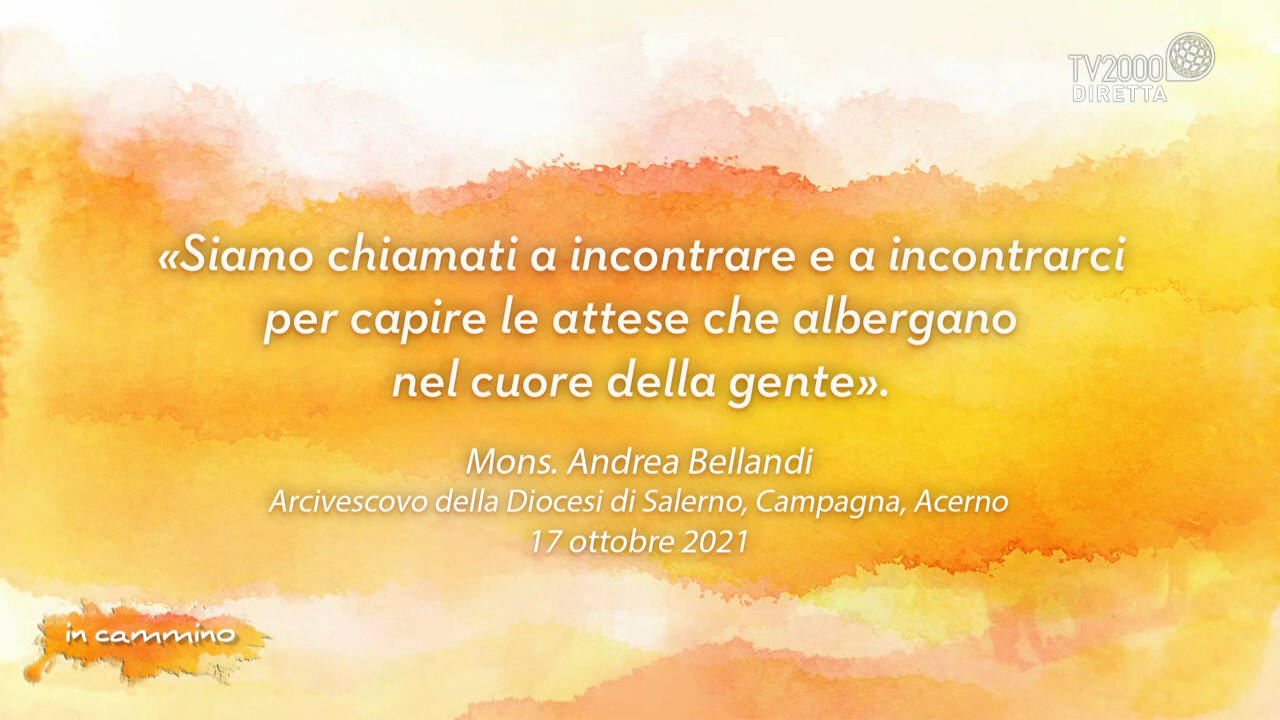 TV2000
DIRETTA
«Siamo chiamati a incontrare e a incontrarci
per capire le attese che albergano
nel cuore della gente».
Mons. Andrea Bellandi
Arcivescovo della Diocesi di Salerno, Campagna, Acerno
17 ottobre 2021
in cammino